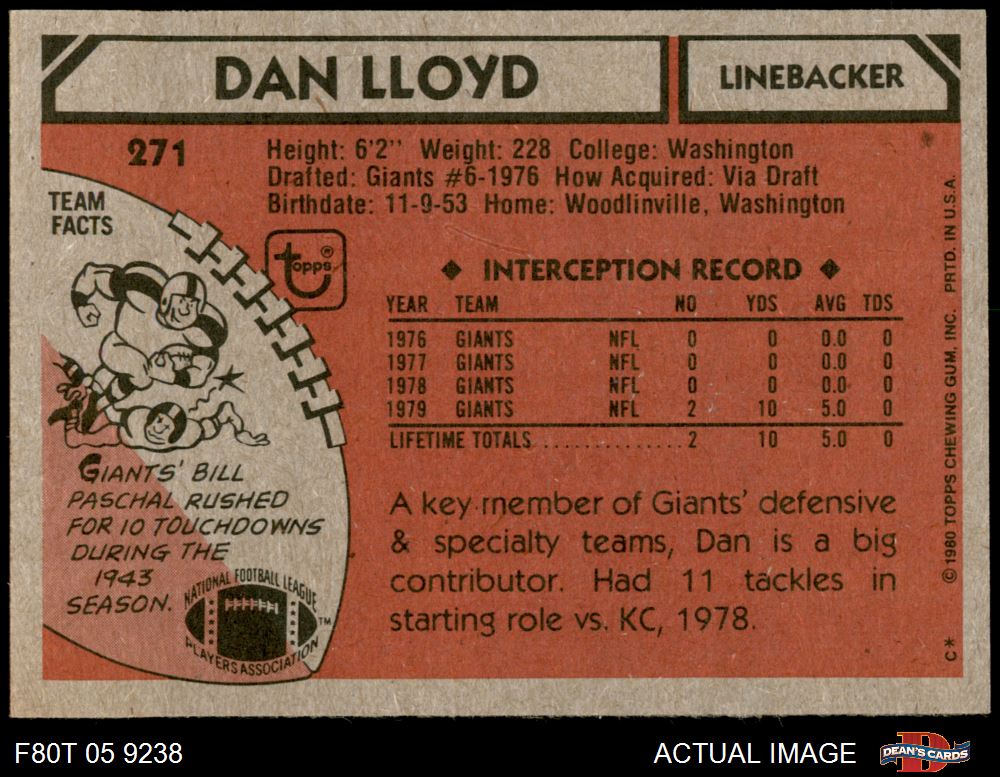 DAN LLOYD
LINEBACKER
271
Height: 6'2'' Weight: 228 College: Washington
Drafted: Giants #6-1976 How Acquired: Via Draft
Birthdate: 11-9-53 Home: Woodlinville, Washington
TEAM
FACTS
topps®
◆ INTERCEPTION RECORD ◆
YEAR TEAM NO YDS AVG TDS
1976 GIANTS NFL 0 0 0.0 0
1977 GIANTS NFL 0 0 0.0 0
1978 GIANTS NFL 0 0 0.0 0
1979 GIANTS NFL 2 10 5.0 0
LIFETIME TOTALS ............... 2 10 5.0 0
GIANTS' BILL
PASCHAL RUSHED
FOR 10 TOUCHDOWNS
DURING THE
1943
SEASON.
NATIONAL FOOTBALL LEAGUE
PLAYERS ASSOCIATION
TM
A key member of Giants' defensive
& specialty teams, Dan is a big
contributor. Had 11 tackles in
starting role vs. KC, 1978.
C* © 1980 TOPPS CHEWING GUM, INC. PRTD. IN U.S.A.
F80T 05 9238
ACTUAL IMAGE
D
DEAN'S CARDS